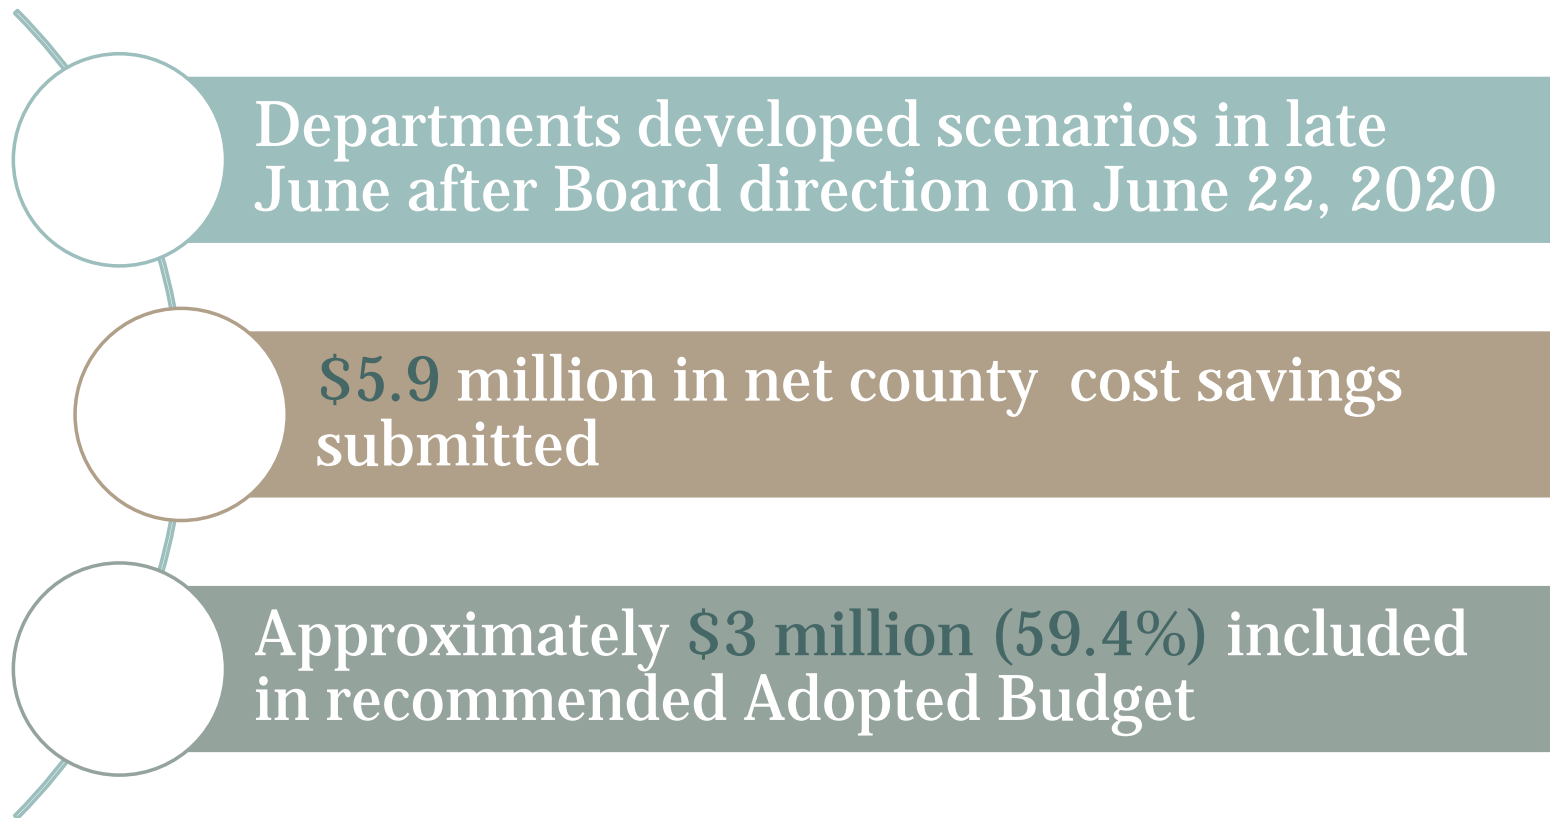 Departments developed scenarios in late
June after Board direction on June 22, 2020
$5.9 million in net county  cost savings
submitted
Approximately $3 million (59.4%) included
in recommended Adopted Budget